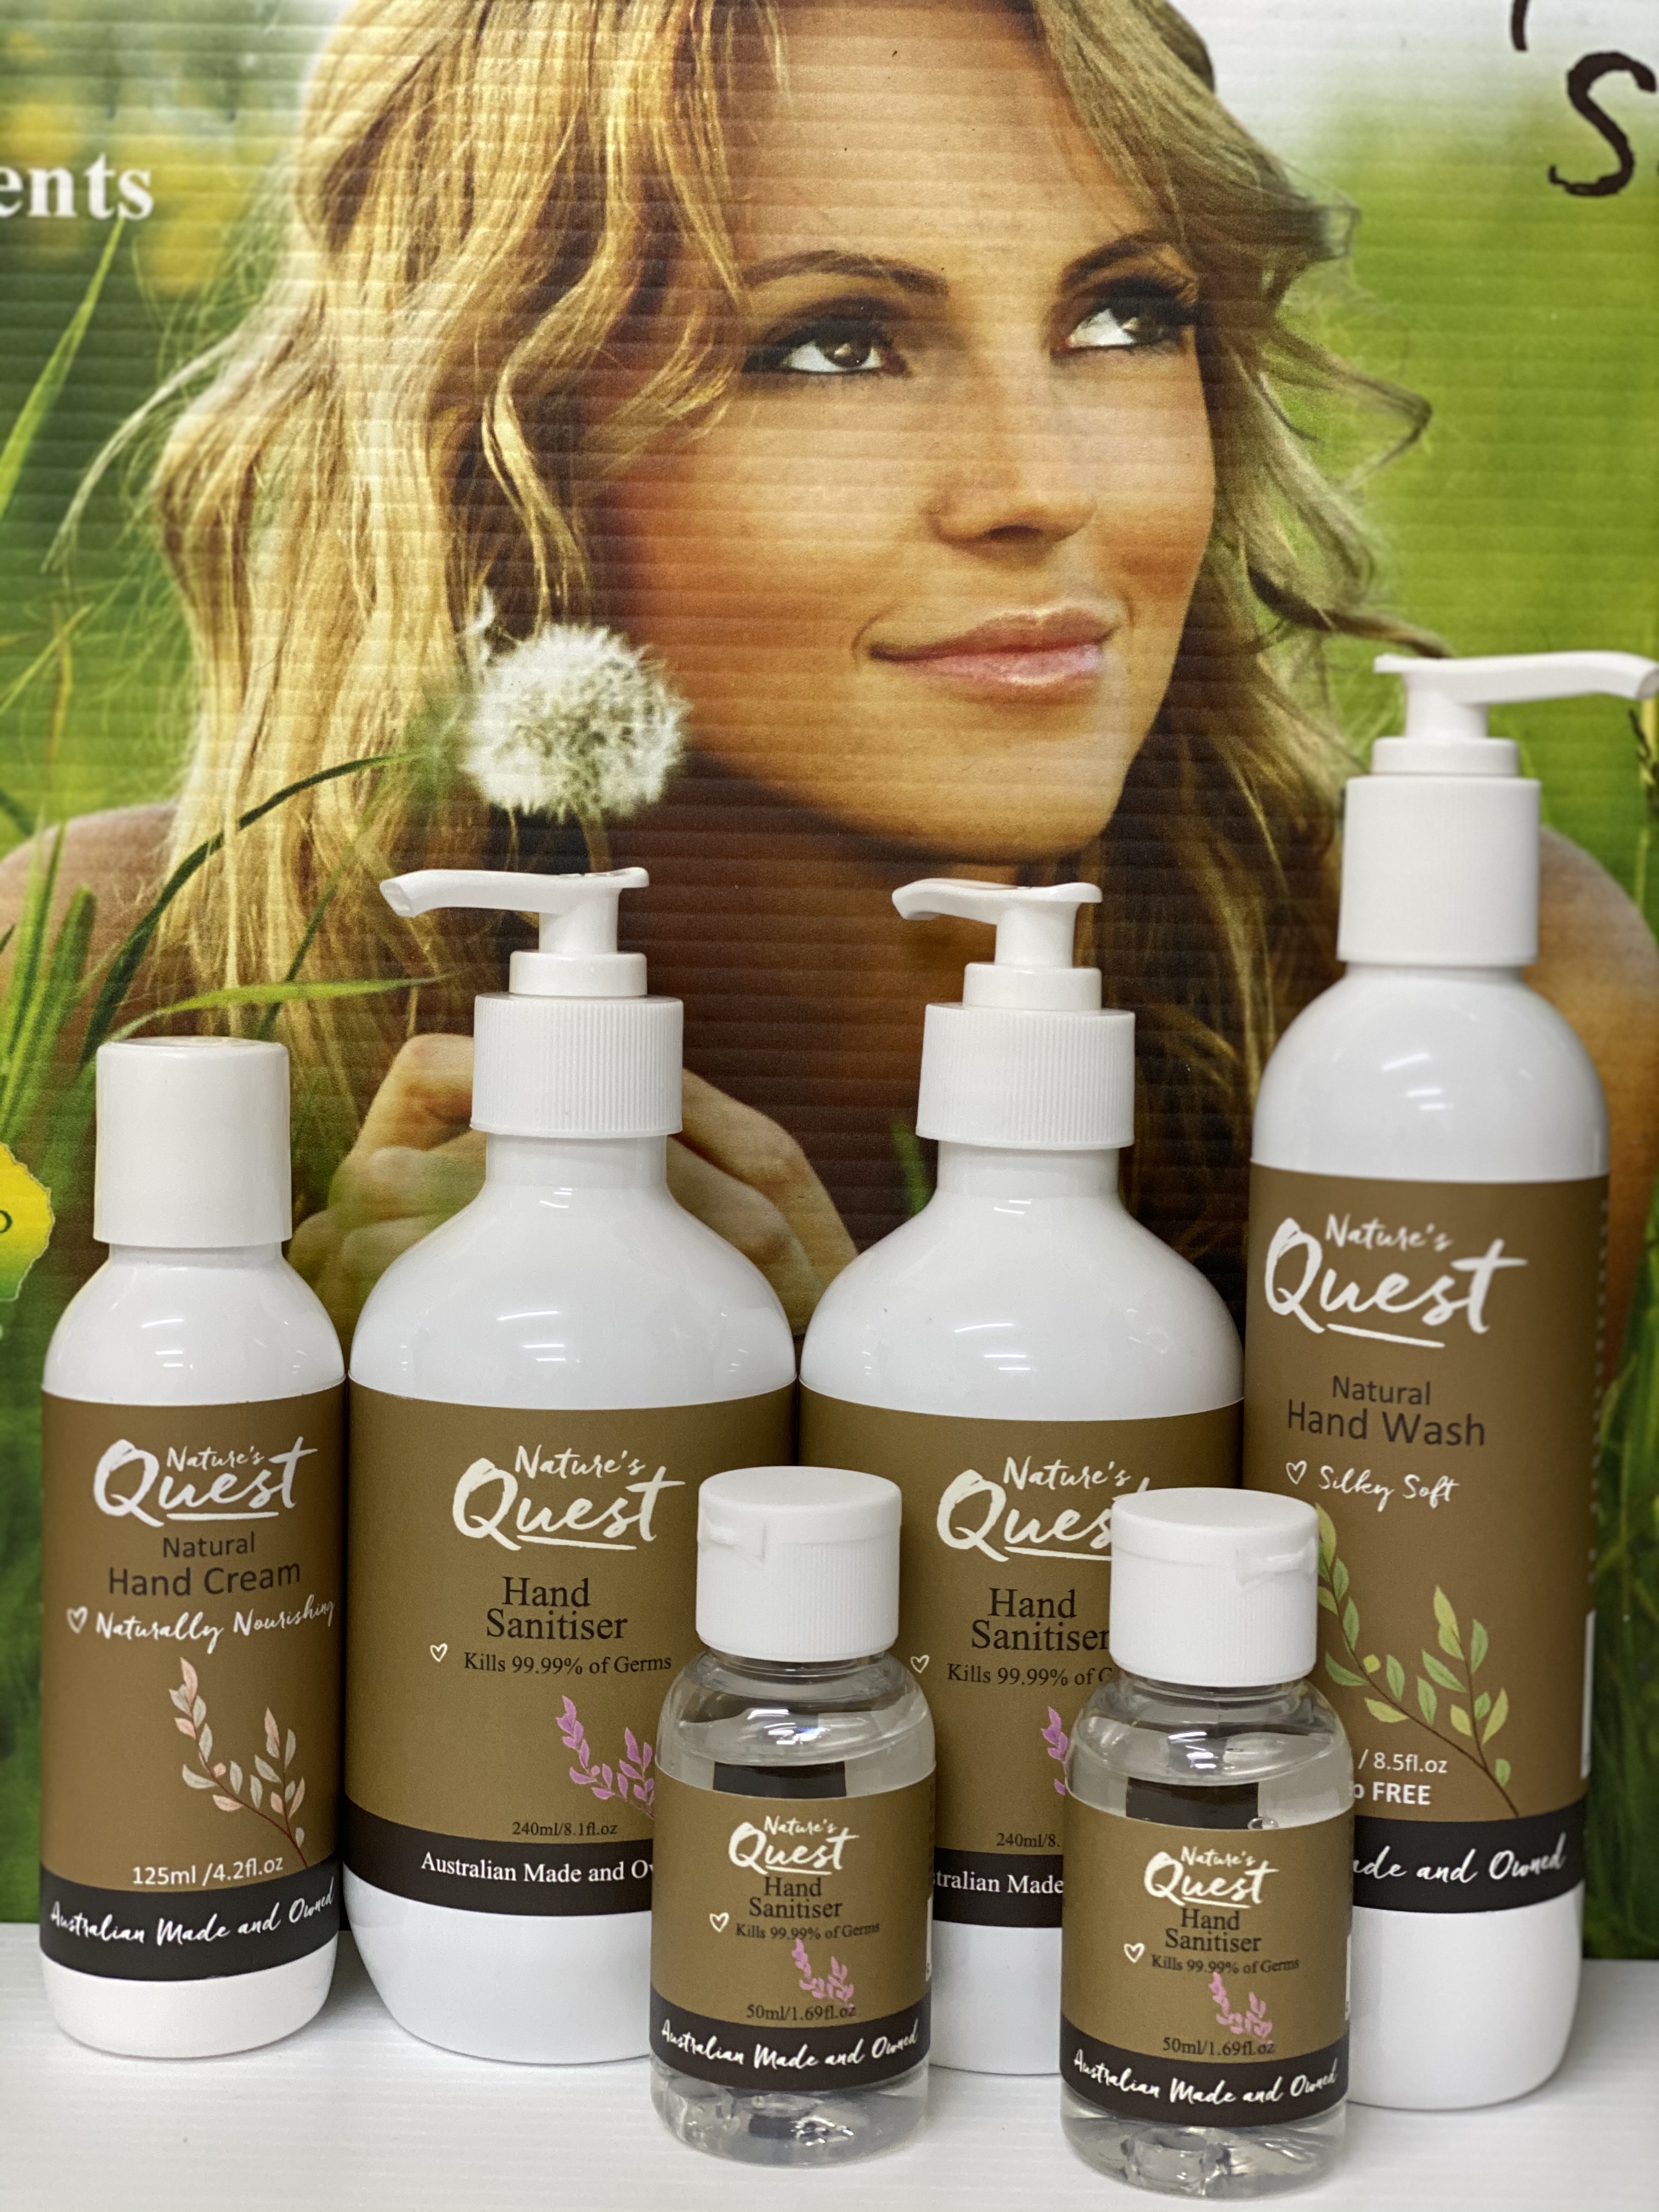 ents
S
Nature's
Quest
Natural
Hand Cream
Naturally Nourishing
125ml /4.2fl.oz
Australian Made and Owned
Nature's
Quest
Hand
Sanitiser
Kills 99.99% of Germs
240ml/8.1fl.oz
Australian Made and Ow
Nature's
Quest
Hand
Sanitiser
Kills 99.99% of Germs
50ml/1.69fl.oz
Australian Made and Owned
Nature's
Ques
Hand
Sanitiser
Kills 99.99% of G
240ml/8.
tralian Made
Nature's
Quest
Hand
Sanitiser
Kills 99.99% of Germs
50ml/1.69fl.oz
Australian Made and Owned
Nature's
Quest
Natural
Hand Wash
Silky Soft
/ 8.5fl.oz
FREE
ade and Owned